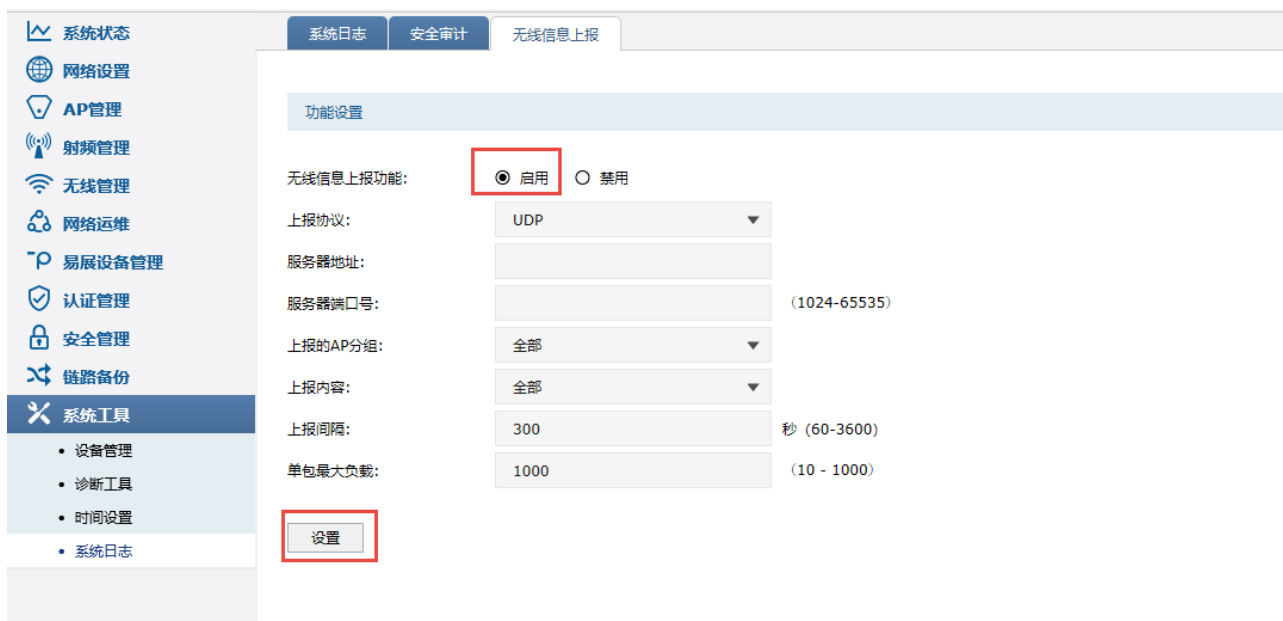 系统状态
网络设置
AP管理
射频管理
无线管理
网络运维
易展设备管理
认证管理
安全管理
链路备份
系统工具
• 设备管理
• 诊断工具
• 时间设置
• 系统日志
系统日志 安全审计 无线信息上报
功能设置
无线信息上报功能: 启用 禁用
上报协议: UDP
服务器地址:
服务器端口号: (1024-65535)
上报的AP分组: 全部
上报内容: 全部
上报间隔: 300 秒 (60-3600)
单包最大负载: 1000 (10 - 1000)
设置